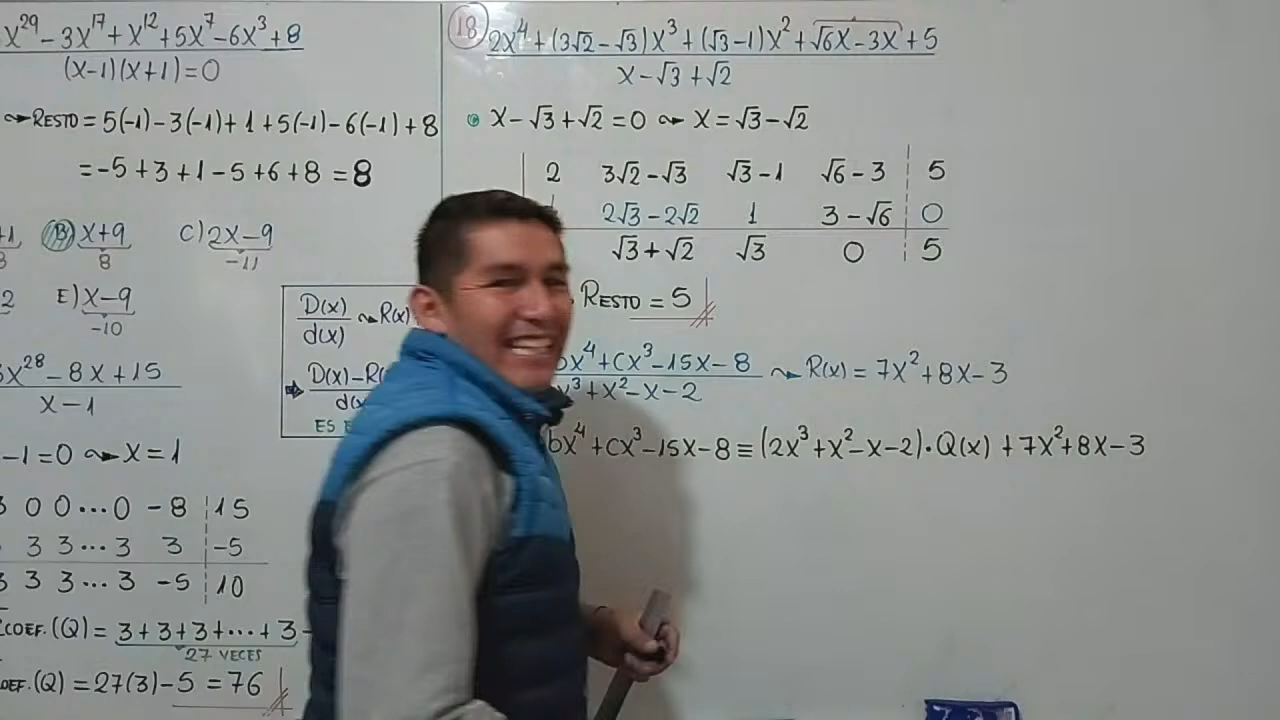 x²⁹ - 3x¹⁷ + x¹² + 5x⁷ - 6x³ + 8
(x-1)(x+1) = 0
⤳ RESTO = 5(-1) - 3(-1) + 1 + 5(-1) - 6(-1) + 8
= -5 + 3 + 1 - 5 + 6 + 8 = 8
B) x+9 C) 2x-9
8 -11
2 E) x-9
-10
x²⁸ - 8x + 15
x - 1
-1 = 0 ⤳ x = 1
0 0 ... 0 -8 15
3 3 ... 3 3 -5
3 3 3 ... 3 -5 10
COEF. (Q) = 3+3+3+...+3
27 VECES
OEF. (Q) = 27(3) - 5 = 76
D(x) ⤳ R(x)
d(x)
⇒ D(x) - R(
d(x
ES
18 2x⁴ + (3√2 - √3)x³ + (√3-1)x² + √6x - 3x + 5
x - √3 + √2
x - √3 + √2 = 0 ⤳ x = √3 - √2
2 3√2 - √3 √3 - 1 √6 - 3 5
2√3 - 2√2 1 3 - √6 0
√3 + √2 √3 0 5
RESTO = 5
bx⁴ + cx³ - 15x - 8 ⤳ R(x) = 7x² + 8x - 3
x³ + x² - x - 2
bx⁴ + cx³ - 15x - 8 ≡ (2x³ + x² - x - 2) · Q(x) + 7x² + 8x - 3